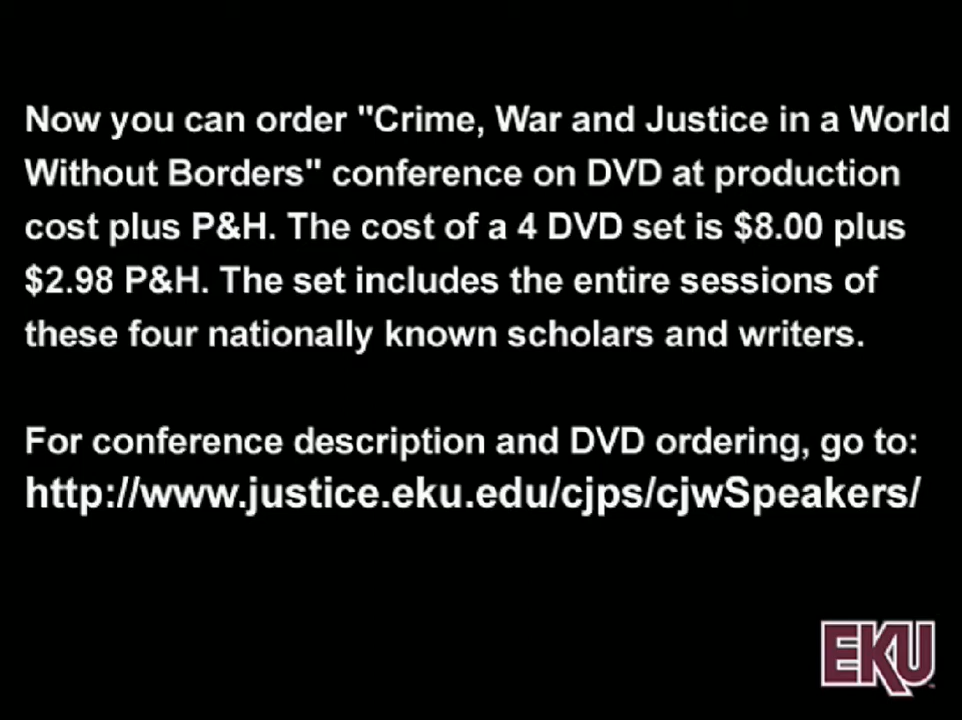 Now you can order "Crime, War and Justice in a World
Without Borders" conference on DVD at production
cost plus P&H. The cost of a 4 DVD set is $8.00 plus
$2.98 P&H. The set includes the entire sessions of
these four nationally known scholars and writers.
For conference description and DVD ordering, go to:
http://www.justice.eku.edu/cjps/cjwSpeakers/
EKU